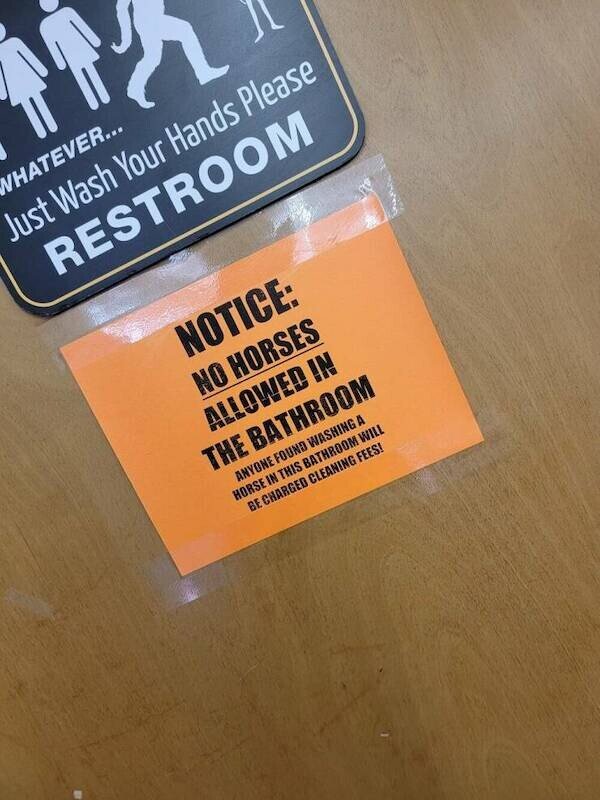 WHATEVER...
Just Wash Your Hands Please
RESTROOM
NOTICE:
NO HORSES
ALLOWED IN
THE BATHROOM
ANYONE FOUND WASHING A
HORSE IN THIS BATHROOM WILL
BE CHARGED CLEANING FEES!